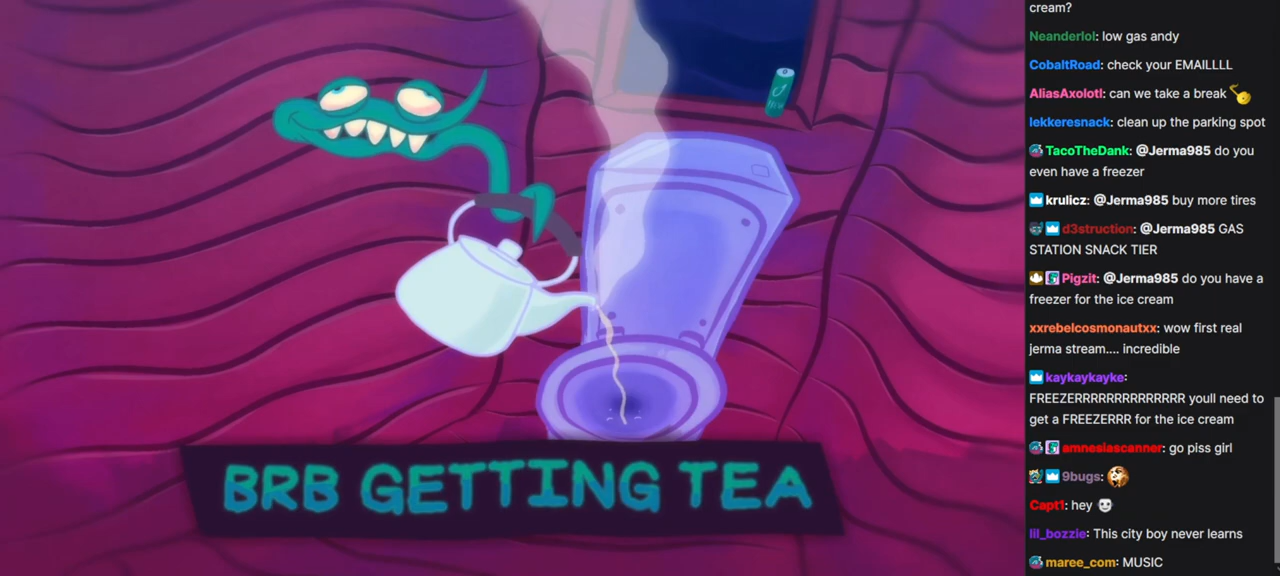 BRB GETTING TEA
cream?
Neanderlol: low gas andy
CobaltRoad: check your EMAILLLL
AliasAxolotl: can we take a break
lekkeresnack: clean up the parking spot
TacoTheDank: @Jerma985 do you
even have a freezer
krulicz: @Jerma985 buy more tires
d3struction: @Jerma985 GAS
STATION SNACK TIER
Pigzit: @Jerma985 do you have a
freezer for the ice cream
xxrebelcosmonautxx: wow first real
jerma stream.... incredible
kaykaykayke:
FREEZERRRRRRRRRRRRRR youll need to
get a FREEZERRR for the ice cream
amnesiascanner: go piss girl
9bugs:
Capt1: hey
lil_bozzie: This city boy never learns
maree_com: MUSIC